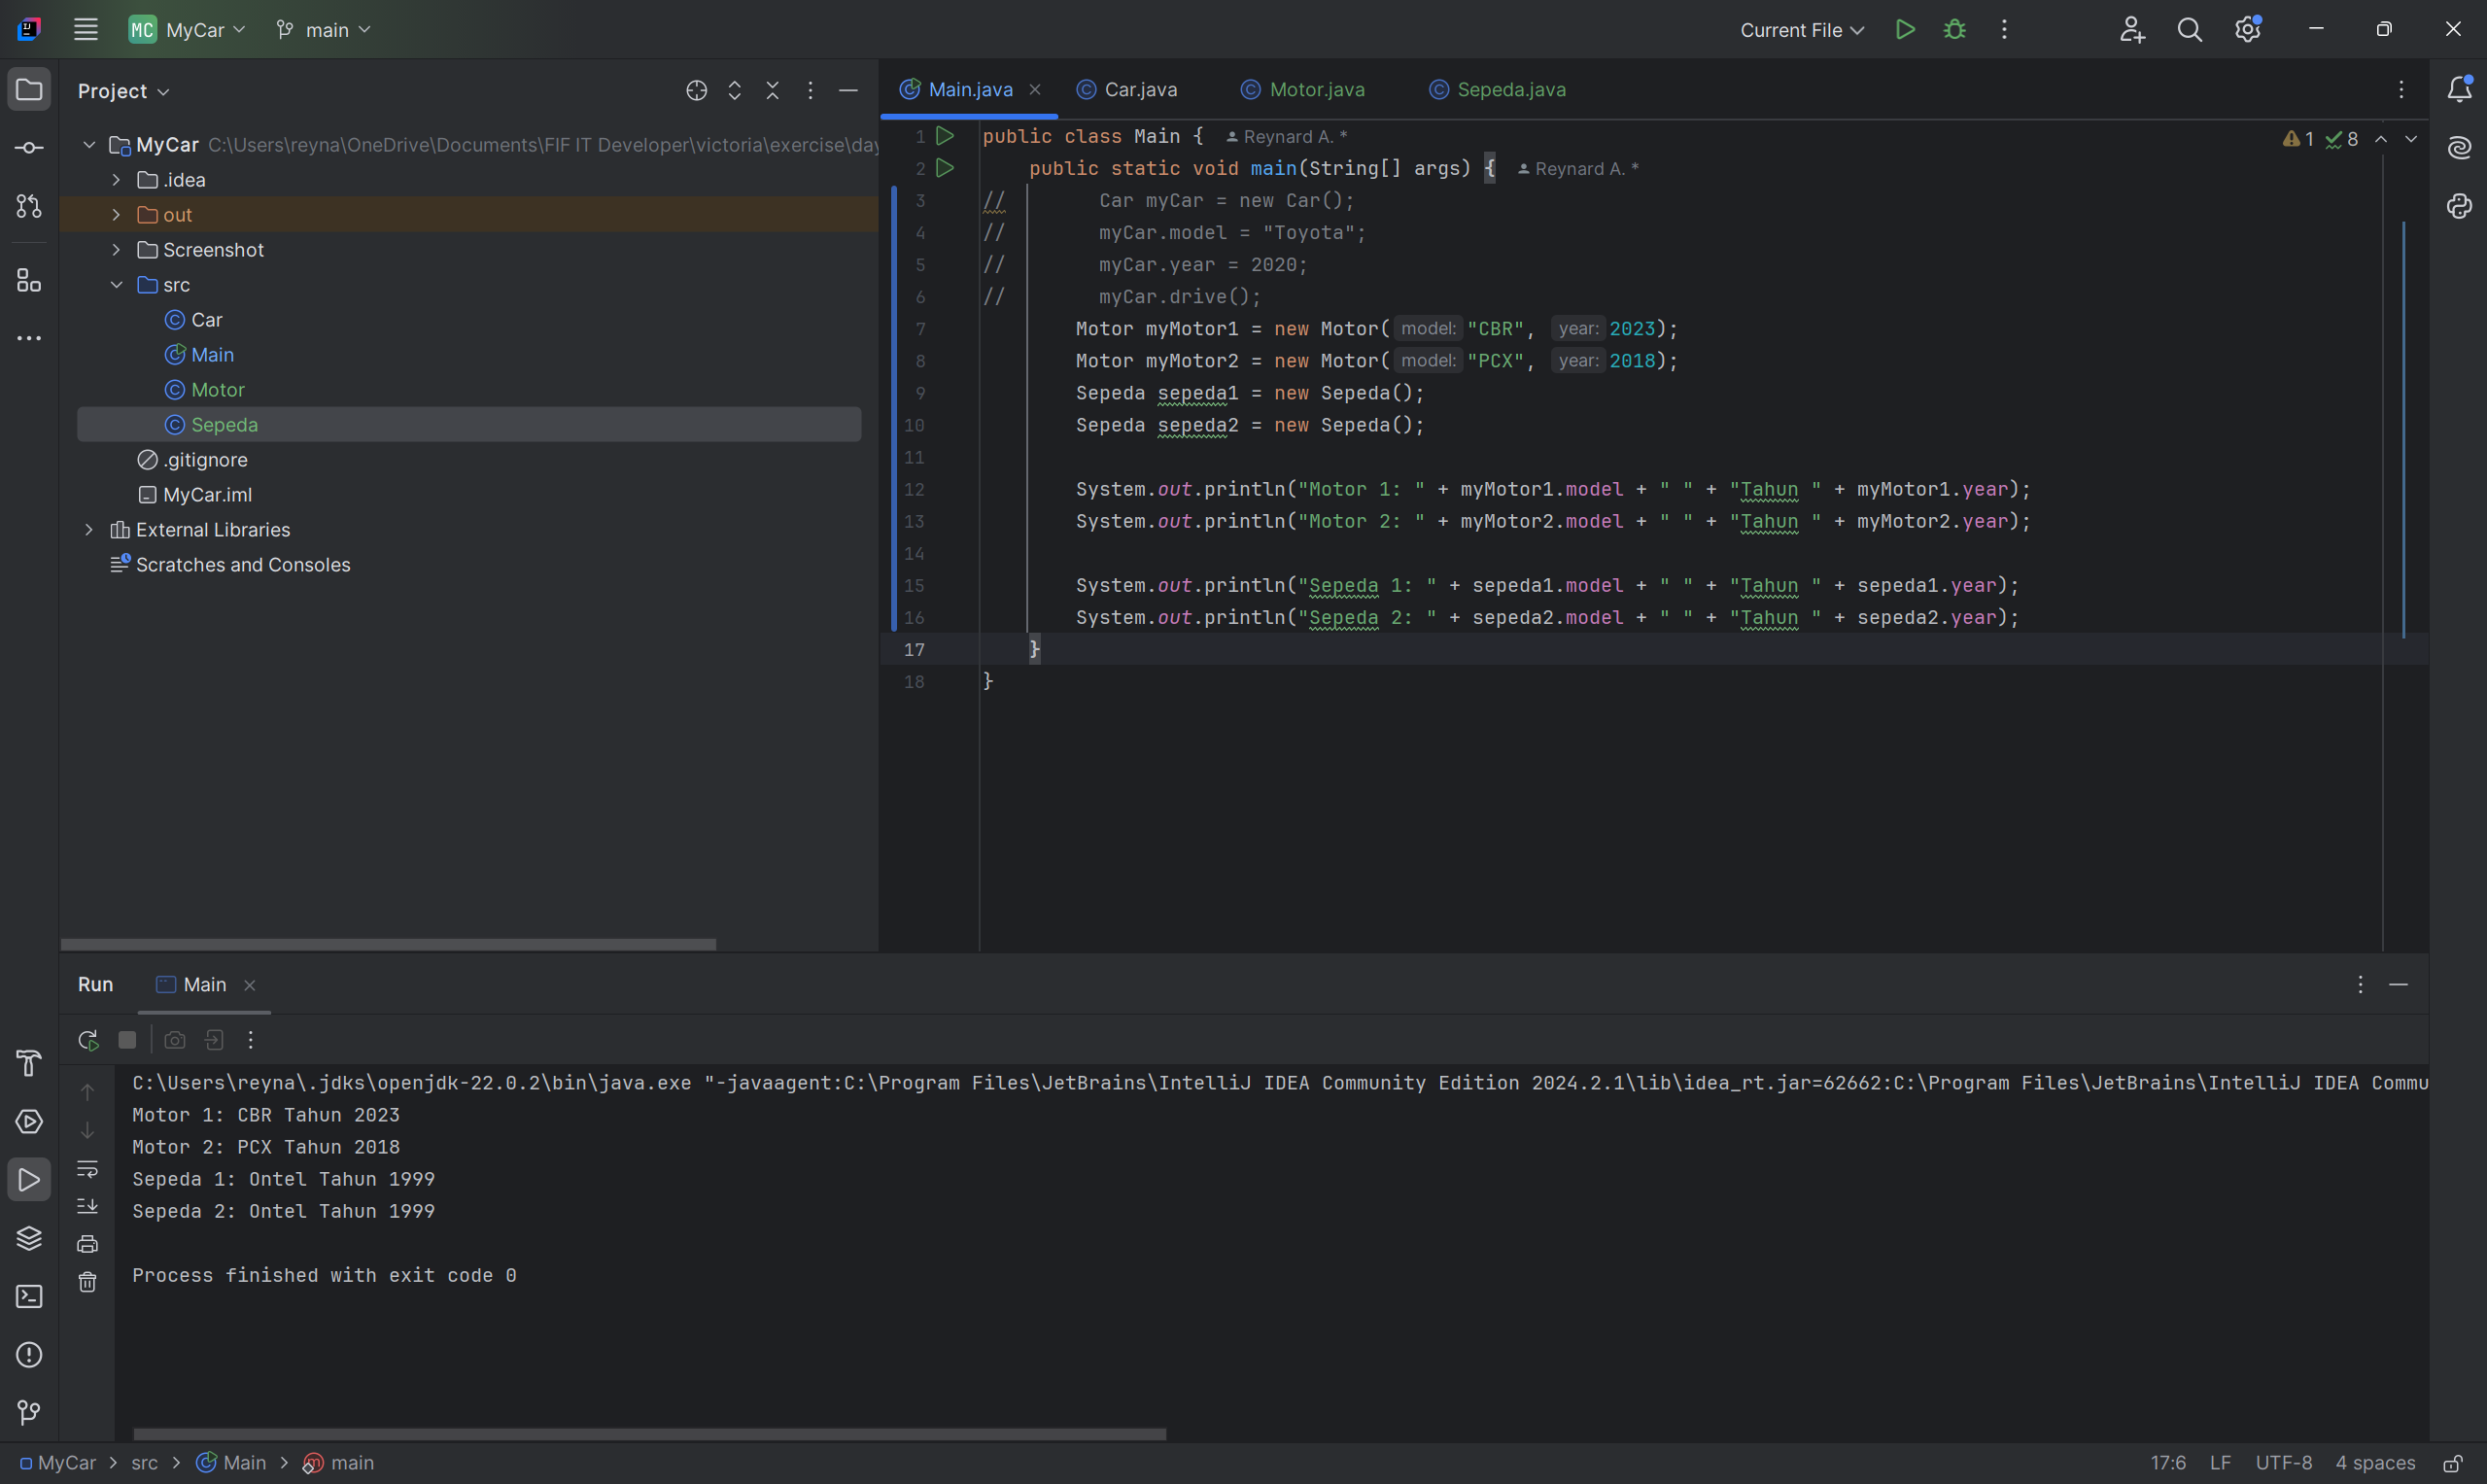 MC MyCar main Current File
Project
MyCar C:\Users\reyna\OneDrive\Documents\FIF IT Developer\victoria\exercise\day
.idea
out
Screenshot
src
Car
Main
Motor
Sepeda
.gitignore
MyCar.iml
External Libraries
Scratches and Consoles
Main.java Car.java Motor.java Sepeda.java
1 public class Main { Reynard A. *
2 public static void main(String[] args) { Reynard A. *
3 // Car myCar = new Car();
4 // myCar.model = "Toyota";
5 // myCar.year = 2020;
6 // myCar.drive();
7 Motor myMotor1 = new Motor( model: "CBR", year: 2023);
8 Motor myMotor2 = new Motor( model: "PCX", year: 2018);
9 Sepeda sepeda1 = new Sepeda();
10 Sepeda sepeda2 = new Sepeda();
11
12 System.out.println("Motor 1: " + myMotor1.model + " " + "Tahun " + myMotor1.year);
13 System.out.println("Motor 2: " + myMotor2.model + " " + "Tahun " + myMotor2.year);
14
15 System.out.println("Sepeda 1: " + sepeda1.model + " " + "Tahun " + sepeda1.year);
16 System.out.println("Sepeda 2: " + sepeda2.model + " " + "Tahun " + sepeda2.year);
17 }
18 }
1 8
Run Main
C:\Users\reyna\.jdks\openjdk-22.0.2\bin\java.exe "-javaagent:C:\Program Files\JetBrains\IntelliJ IDEA Community Edition 2024.2.1\lib\idea_rt.jar=62662:C:\Program Files\JetBrains\IntelliJ IDEA Commu
Motor 1: CBR Tahun 2023
Motor 2: PCX Tahun 2018
Sepeda 1: Ontel Tahun 1999
Sepeda 2: Ontel Tahun 1999
Process finished with exit code 0
MyCar > src > Main > main 17:6 LF UTF-8 4 spaces